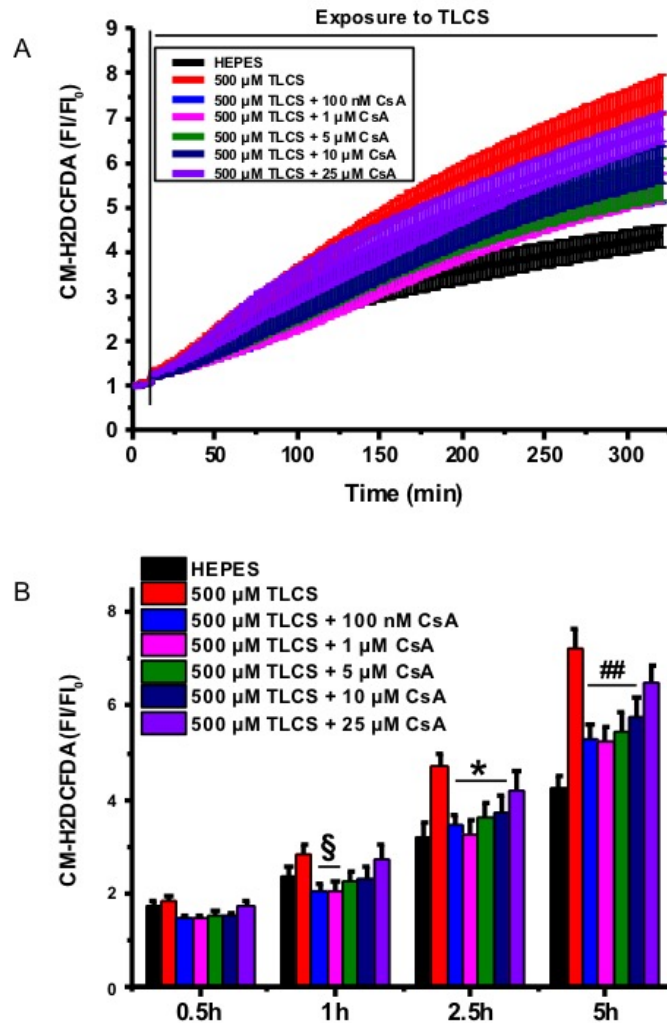 A
Exposure to TLCS
HEPES
500 µM TLCS
500 µM TLCS + 100 nM CsA
500 µM TLCS + 1 µM CsA
500 µM TLCS + 5 µM CsA
500 µM TLCS + 10 µM CsA
500 µM TLCS + 25 µM CsA
CM-H2DCFDA (FI/FI₀)
9
8
7
6
5
4
3
2
1
0
0 50 100 150 200 250 300
Time (min)
B
HEPES
500 µM TLCS
500 µM TLCS + 100 nM CsA
500 µM TLCS + 1 µM CsA
500 µM TLCS + 5 µM CsA
500 µM TLCS + 10 µM CsA
500 µM TLCS + 25 µM CsA
CM-H2DCFDA (FI/FI₀)
8
6
4
2
0
§
*
##
0.5h 1h 2.5h 5h